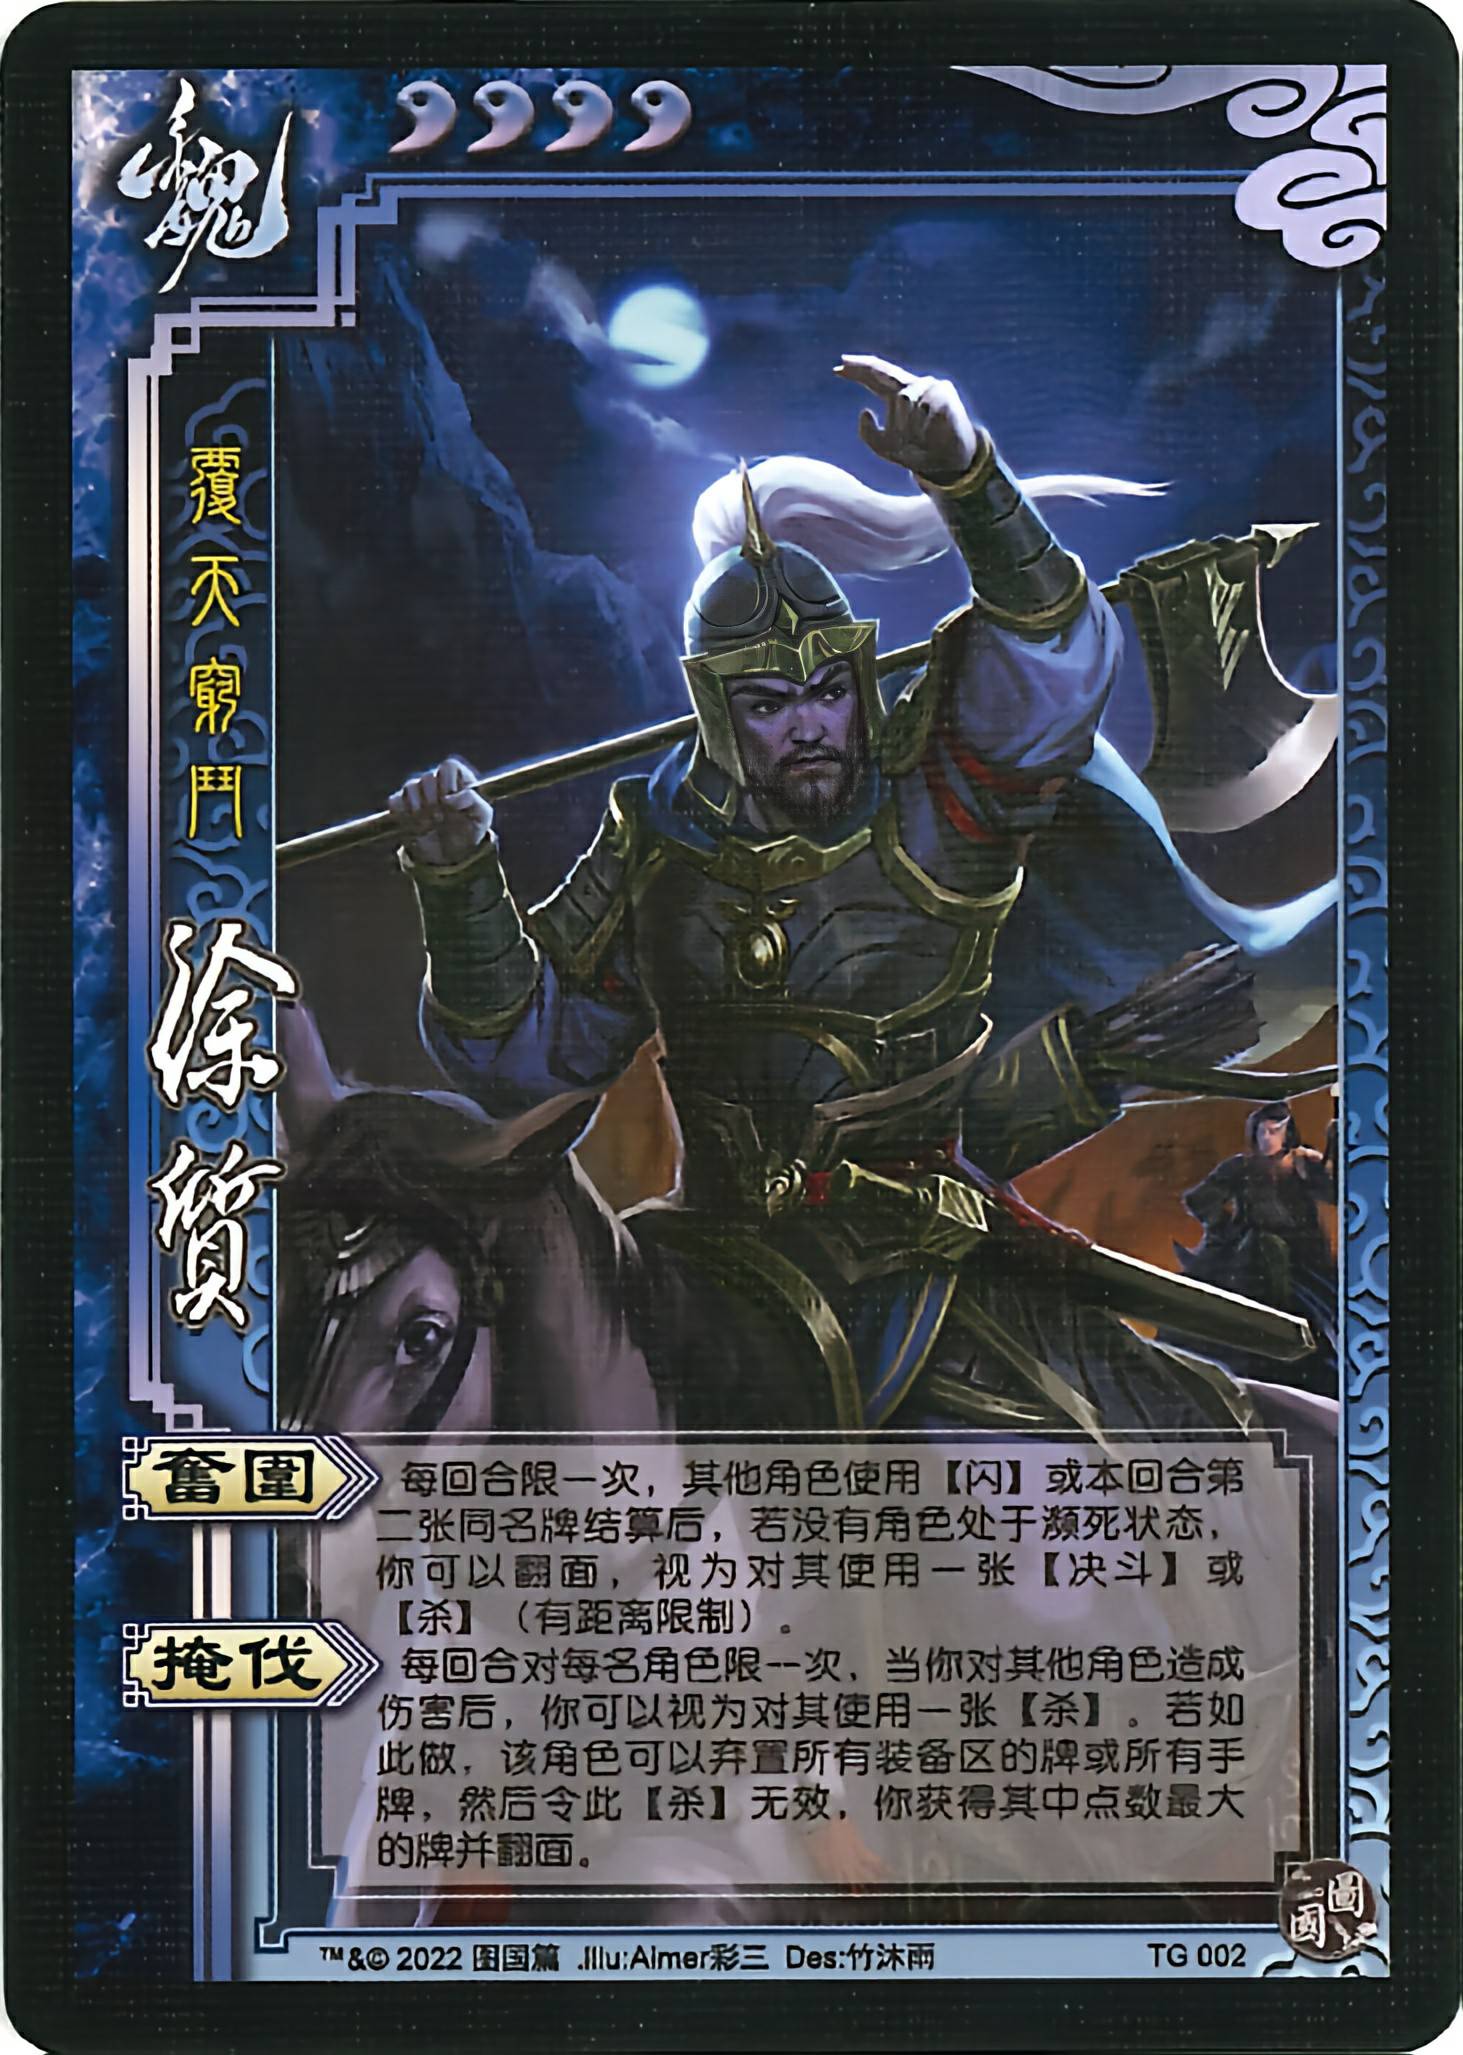 魏
覆天窮鬥
徐質
奮圍
每回合限一次，其他角色使用【闪】或本回合第
二张同名牌结算后，若没有角色处于濒死状态，
你可以翻面，视为对其使用一张【决斗】或
【杀】（有距离限制）。
掩伐
每回合对每名角色限一次，当你对其他角色造成
伤害后，你可以视为对其使用一张【杀】。若如
此做，该角色可以弃置所有装备区的牌或所有手
牌，然后令此【杀】无效，你获得其中点数最大
的牌并翻面。
圖國
™&© 2022 图国篇 .Illu:Almer彩三 Des:竹沐雨
TG 002